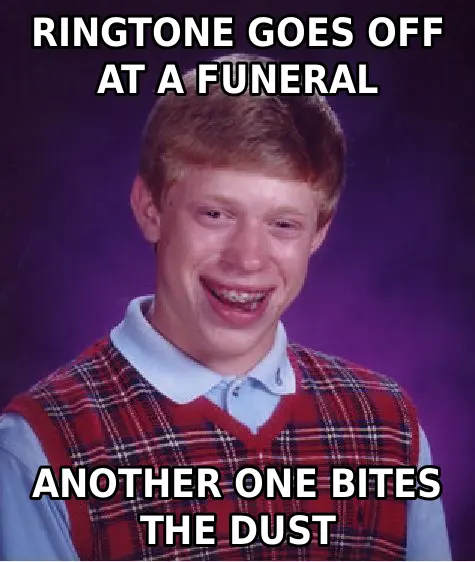 RINGTONE GOES OFF
AT A FUNERAL
ANOTHER ONE BITES
THE DUST